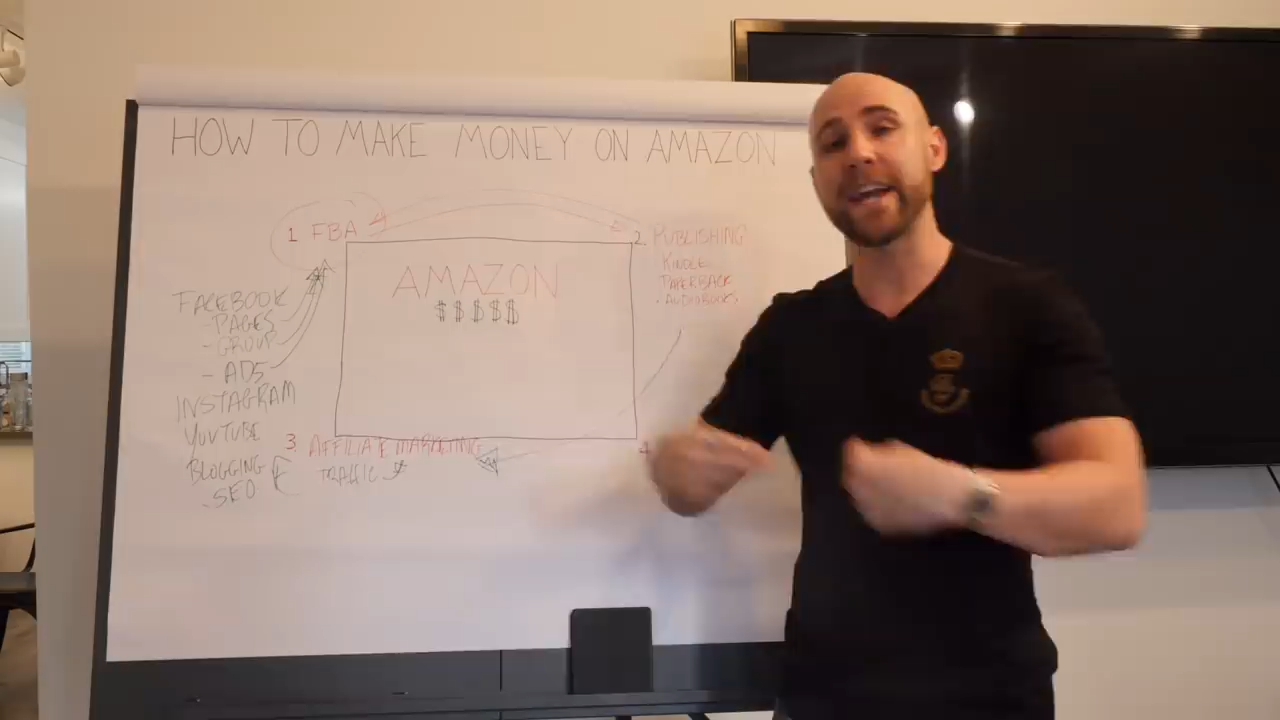 HOW TO MAKE MONEY ON AMAZON
1 FBA
2. PUBLISHING
KINDLE
PAPERBACK
- AUDIOBOOKS
AMAZON
$ $ $ $ $
FACEBOOK
- PAGES
- GROUP
- ADS
INSTAGRAM
YOUTUBE
BLOGGING
SEO
3. AFFILIATE MARKETING
TRAFFIC
4